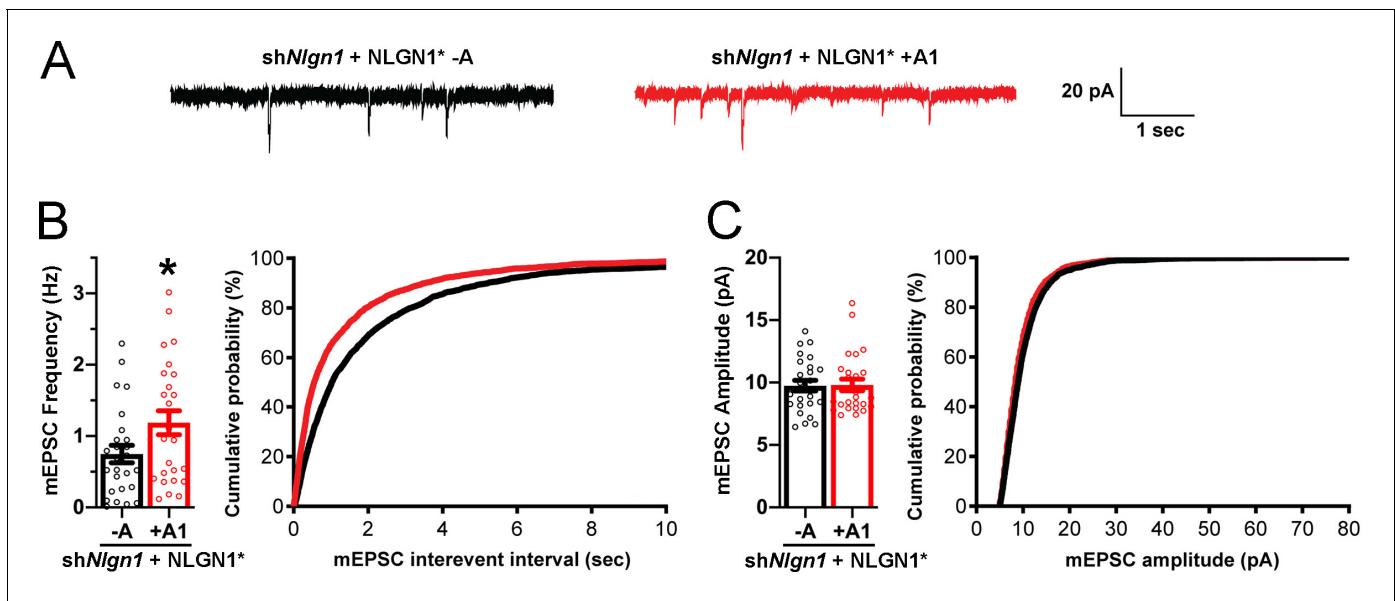 A
shNlgn1 + NLGN1* -A
shNlgn1 + NLGN1* +A1
20 pA
1 sec
B
mEPSC Frequency (Hz)
3
2
1
0
*
-A
+A1
shNlgn1 + NLGN1*
Cumulative probability (%)
100
80
60
40
20
0
0 2 4 6 8 10
mEPSC interevent interval (sec)
C
mEPSC Amplitude (pA)
20
15
10
5
0
-A
+A1
shNlgn1 + NLGN1*
Cumulative probability (%)
100
80
60
40
20
0
0 10 20 30 40 50 60 70 80
mEPSC amplitude (pA)